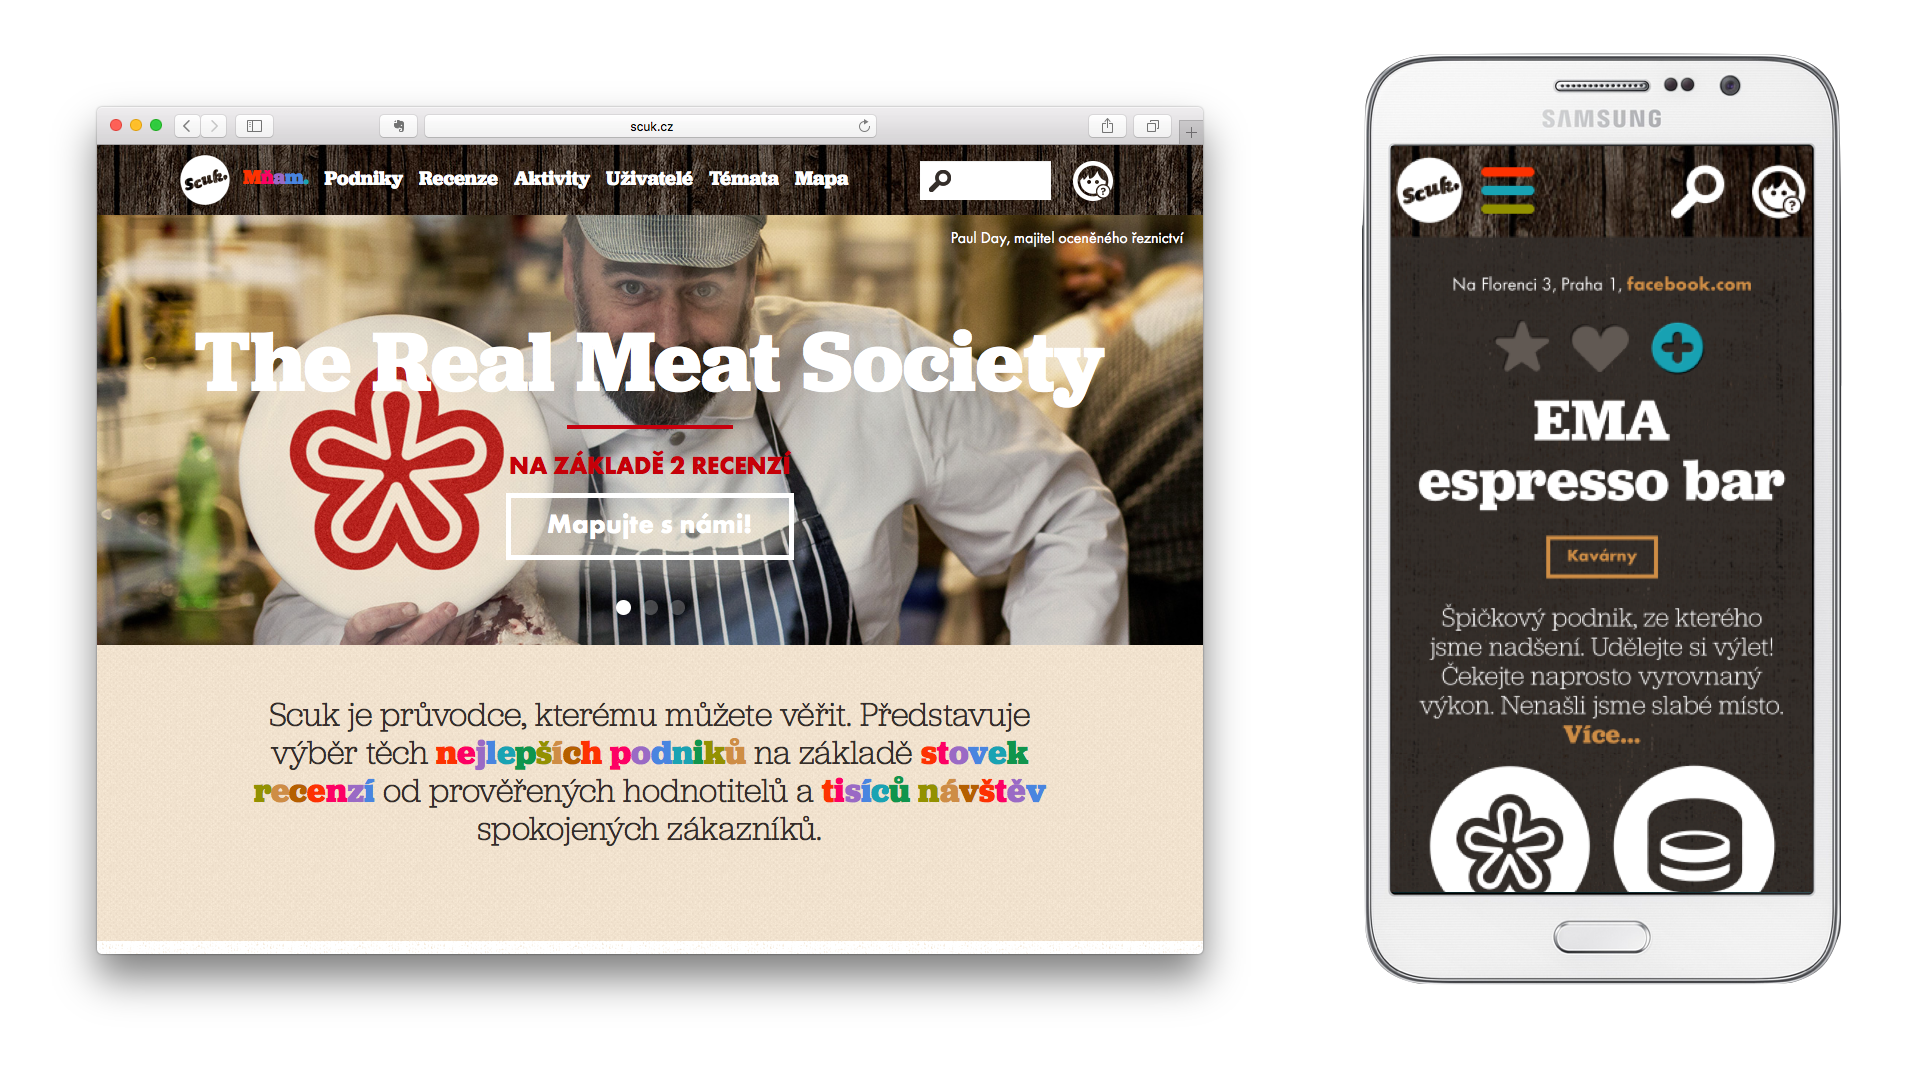 scuk.cz
Scuk. Mňam. Podniky Recenze Aktivity Uživatelé Témata Mapa
?
Paul Day, majitel oceněného řeznictví
The Real Meat Society
NA ZÁKLADĚ 2 RECENZÍ
Mapujte s námi!
Scuk je průvodce, kterému můžete věřit. Představuje
výběr těch nejlepších podniků na základě stovek
recenzí od prověřených hodnotitelů a tisíců návštěv
spokojených zákazníků.
SAMSUNG
Scuk.
?
Na Florenci 3, Praha 1, facebook.com
EMA
espresso bar
Kavárny
Špičkový podnik, ze kterého
jsme nadšení. Udělejte si výlet!
Čekejte naprosto vyrovnaný
výkon. Nenašli jsme slabé místo.
Více...